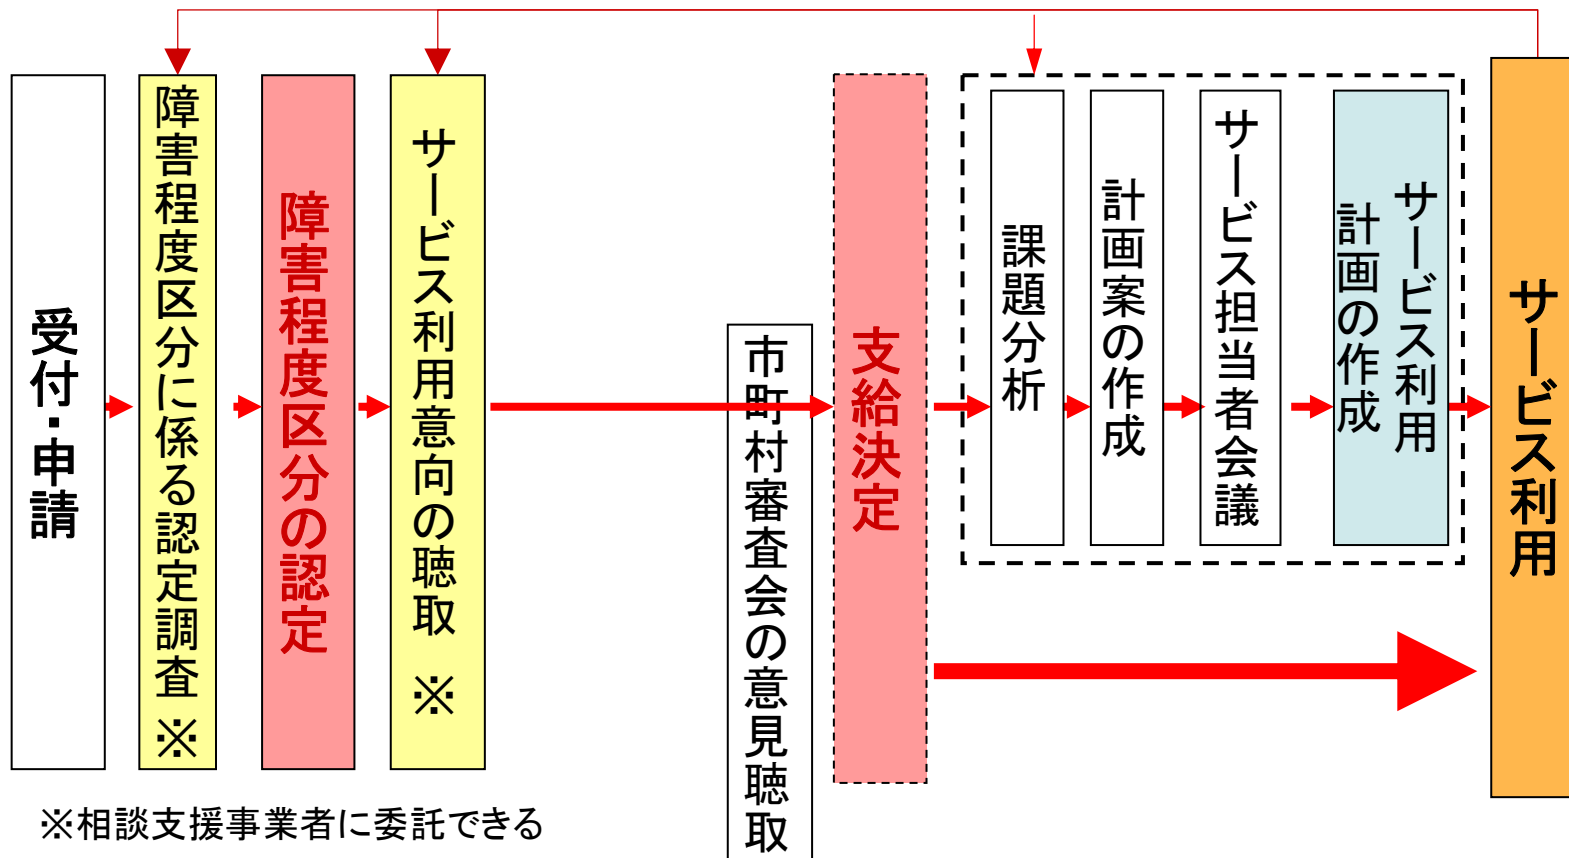 受付・申請
障害程度区分に係る認定調査※
障害程度区分の認定
サービス利用意向の聴取 ※
市町村審査会の意見聴取
支給決定
課題分析
計画案の作成
サービス担当者会議
サービス利用
計画の作成
サービス利用
※相談支援事業者に委託できる